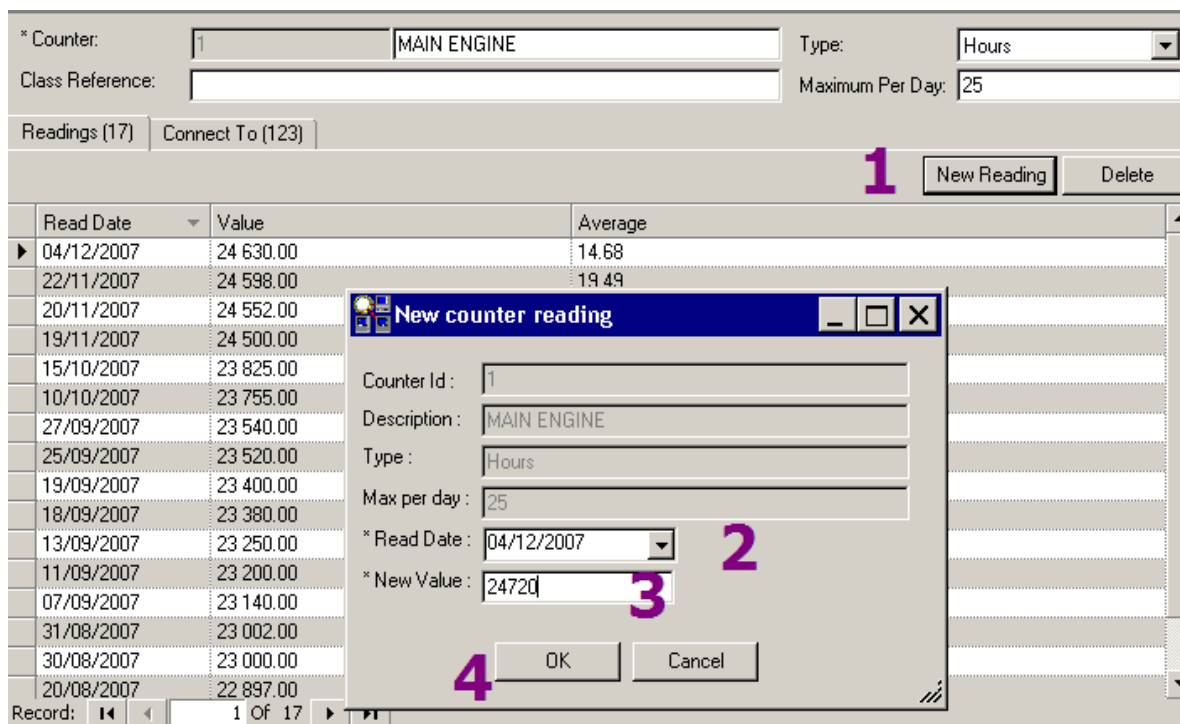 * Counter: 1 MAIN ENGINE Type: Hours
Class Reference: Maximum Per Day: 25
Readings (17) Connect To (123)
1 New Reading Delete
Read Date Value Average
04/12/2007 24 630.00 14.68
22/11/2007 24 598.00 19.49
20/11/2007 24 552.00
19/11/2007 24 500.00
15/10/2007 23 825.00
10/10/2007 23 755.00
27/09/2007 23 540.00
25/09/2007 23 520.00
19/09/2007 23 400.00
18/09/2007 23 380.00
13/09/2007 23 250.00
11/09/2007 23 200.00
07/09/2007 23 140.00
31/08/2007 23 002.00
30/08/2007 23 000.00
20/08/2007 22 897.00
Record: 1 Of 17
New counter reading
Counter Id : 1
Description : MAIN ENGINE
Type : Hours
Max per day : 25
* Read Date : 04/12/2007 2
* New Value : 24720 3
4 OK Cancel